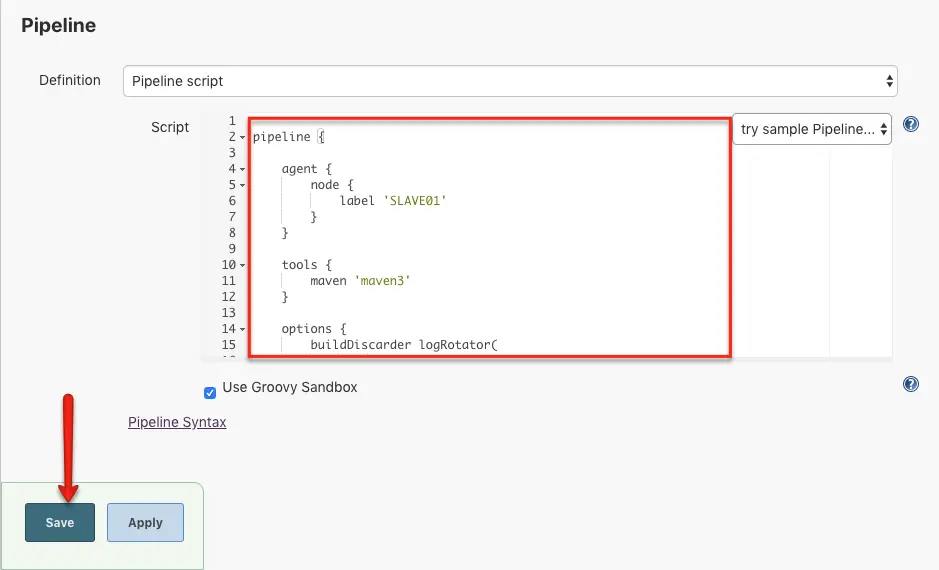 Pipeline
Definition
Pipeline script
Script
try sample Pipeline...
?
1
2 pipeline {
3
4     agent {
5         node {
6             label 'SLAVE01'
7         }
8     }
9
10     tools {
11         maven 'maven3'
12     }
13
14     options {
15         buildDiscarder logRotator(
Use Groovy Sandbox
?
Pipeline Syntax
Save
Apply